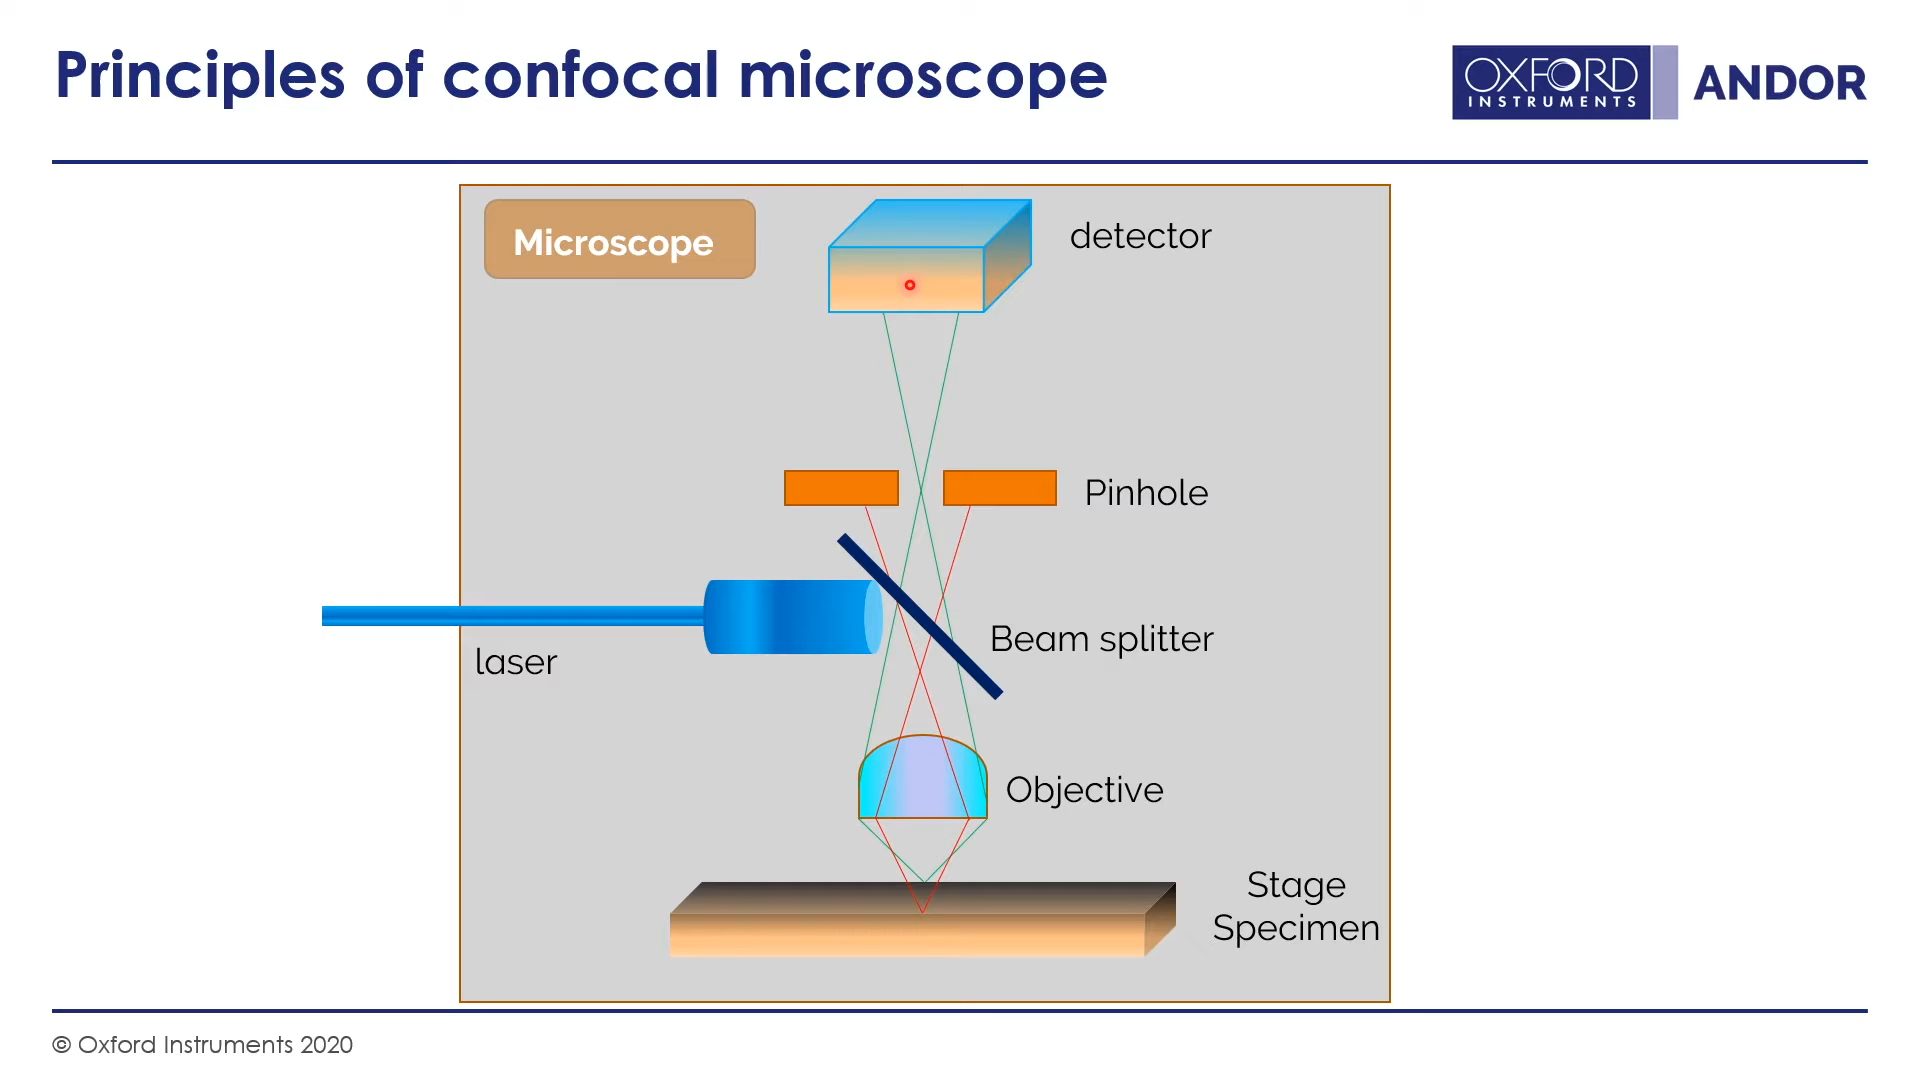 Principles of confocal microscope
OXFORD
INSTRUMENTS
ANDOR
Microscope
detector
Pinhole
Beam splitter
laser
Objective
Stage
Specimen
© Oxford Instruments 2020